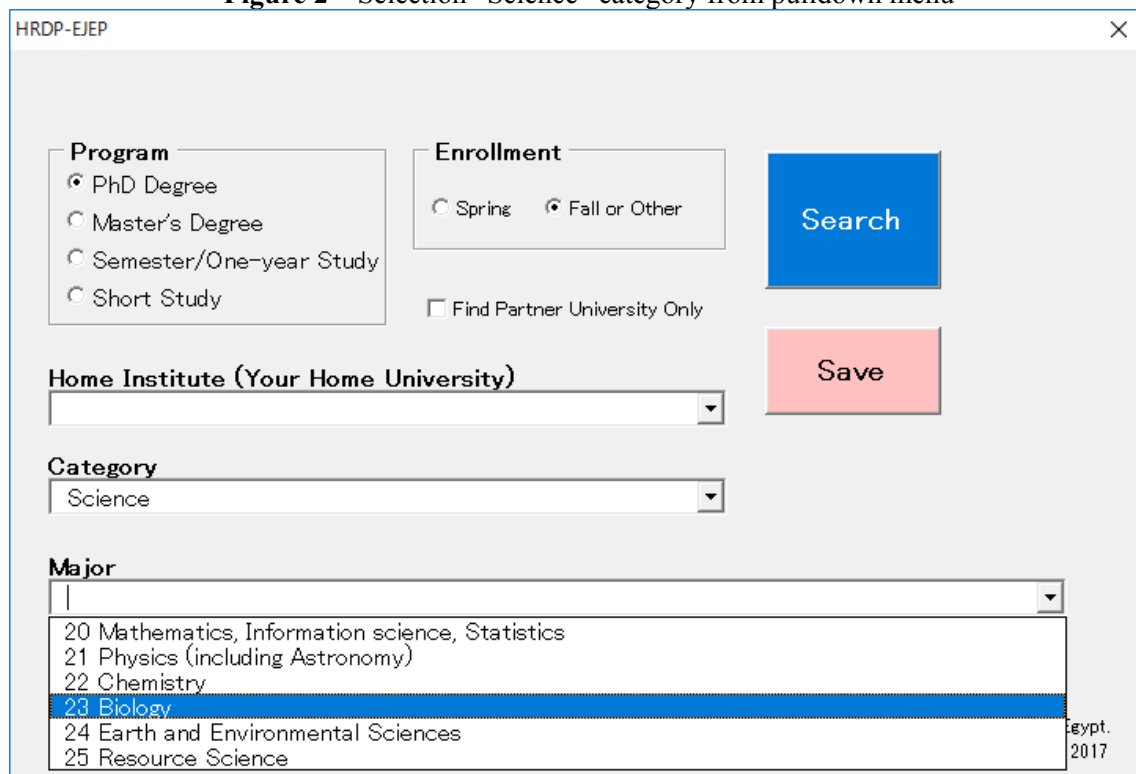 Figure 2 Selection "Science" category from pulldown menu
HRDP-EJEP
Program
PhD Degree
Master's Degree
Semester/One-year Study
Short Study
Enrollment
Spring Fall or Other
Find Partner University Only
Search
Save
Home Institute (Your Home University)
Category
Science
Major
20 Mathematics, Information science, Statistics
21 Physics (including Astronomy)
22 Chemistry
23 Biology
24 Earth and Environmental Sciences
25 Resource Science
Egypt.
2017